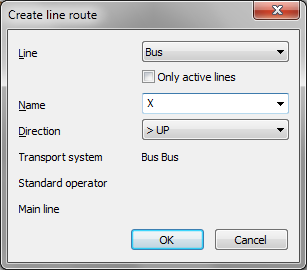 Create line route
Line Bus
Only active lines
Name X
Direction > UP
Transport system Bus Bus
Standard operator
Main line
OK Cancel